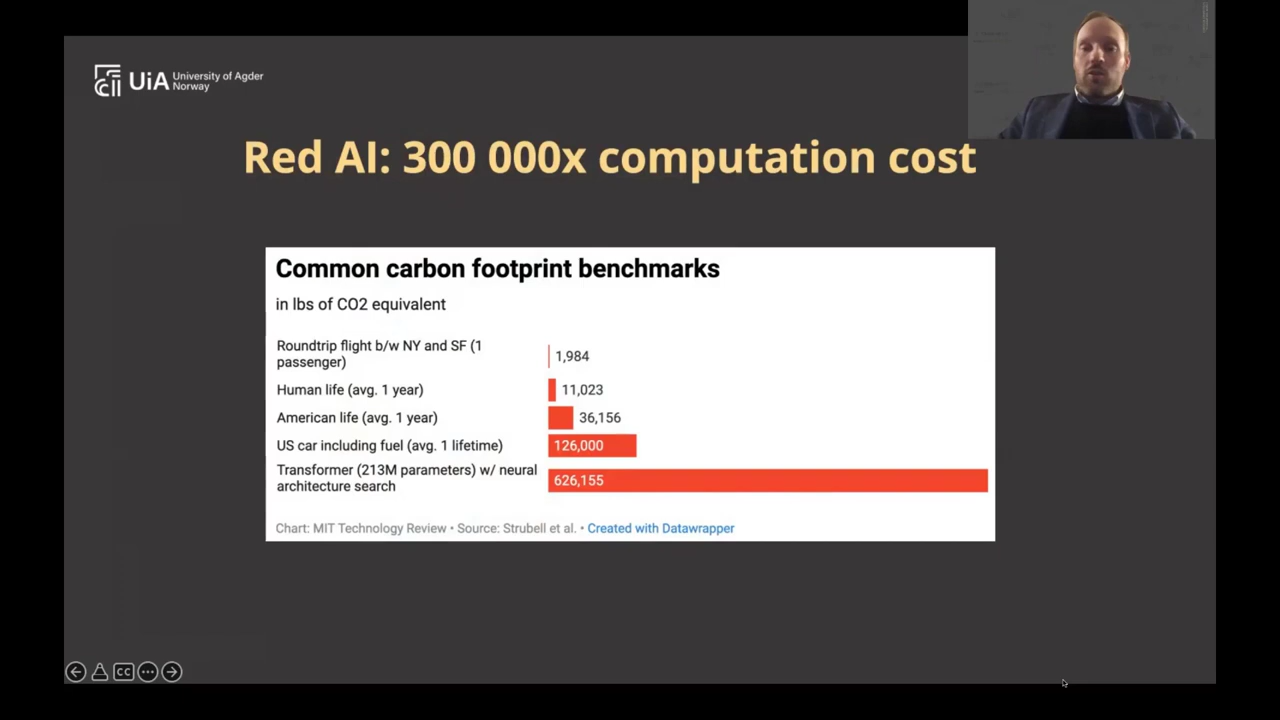 UiA University of Agder
Norway
Red AI: 300 000x computation cost
Common carbon footprint benchmarks
in lbs of CO2 equivalent
Roundtrip flight b/w NY and SF (1
passenger)
1,984
Human life (avg. 1 year)
11,023
American life (avg. 1 year)
36,156
US car including fuel (avg. 1 lifetime)
126,000
Transformer (213M parameters) w/ neural
architecture search
626,155
Chart: MIT Technology Review • Source: Strubell et al. • Created with Datawrapper
CC